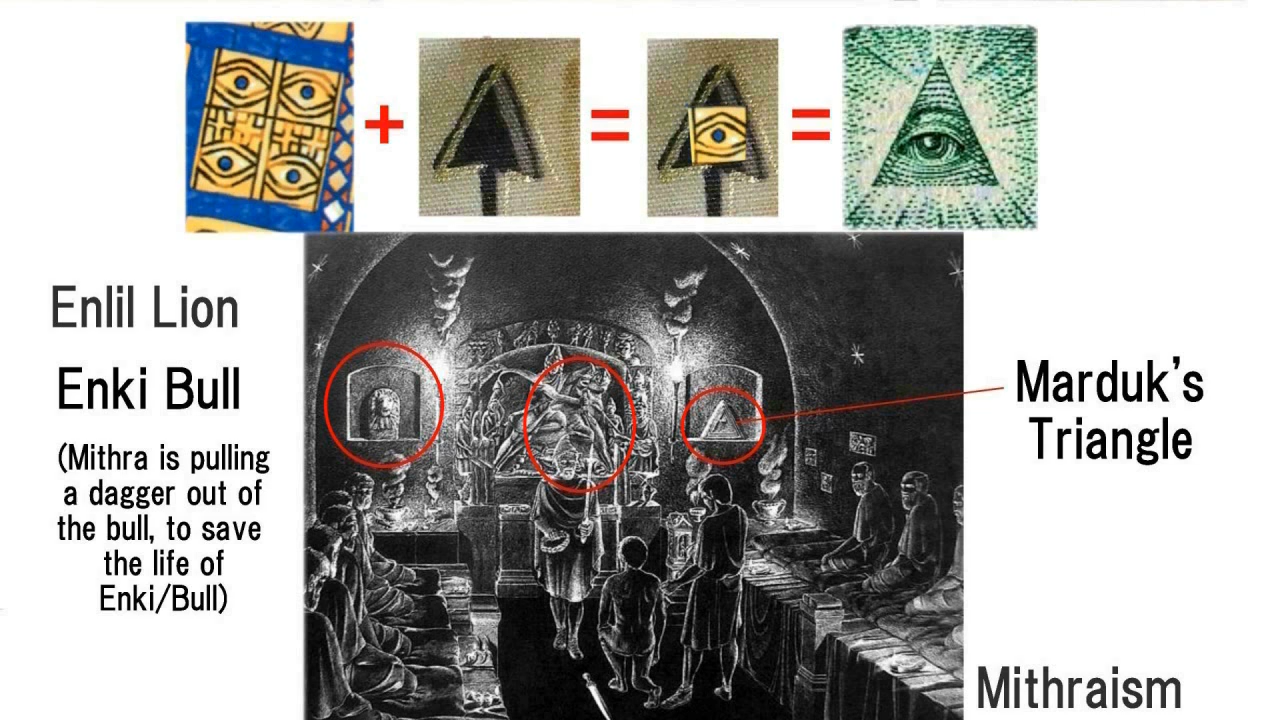 + = =
Enlil Lion
Enki Bull
(Mithra is pulling
a dagger out of
the bull, to save
the life of
Enki/Bull)
Marduk's
Triangle
Mithraism